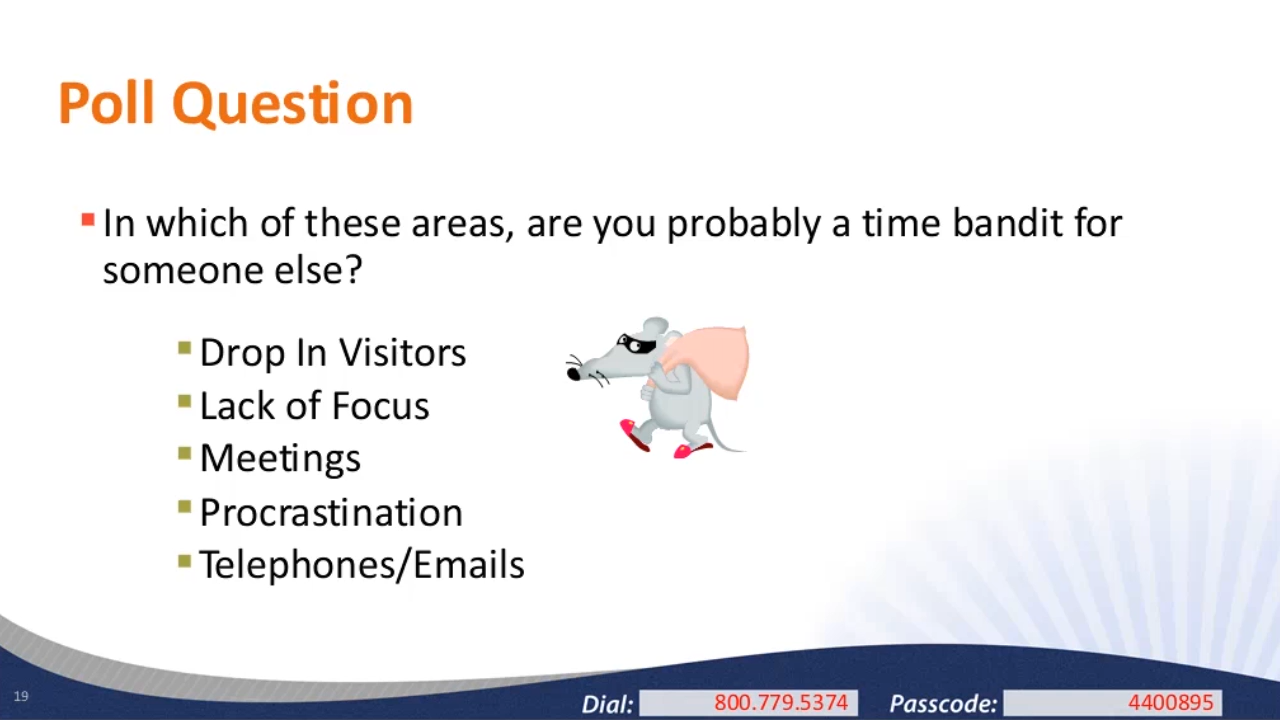 Poll Question
In which of these areas, are you probably a time bandit for
someone else?
Drop In Visitors
Lack of Focus
Meetings
Procrastination
Telephones/Emails
19
Dial: 800.779.5374 Passcode: 4400895